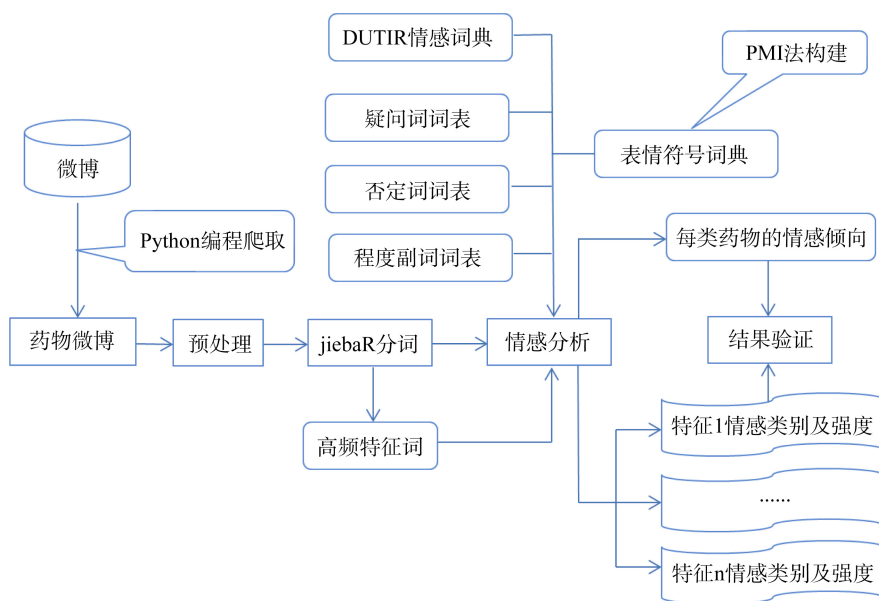 DUTIR情感词典
PMI法构建
疑问词词表
表情符号词典
微博
否定词词表
Python编程爬取
程度副词词表
每类药物的情感倾向
药物微博
预处理
jiebaR分词
情感分析
结果验证
高频特征词
特征1情感类别及强度
......
特征n情感类别及强度